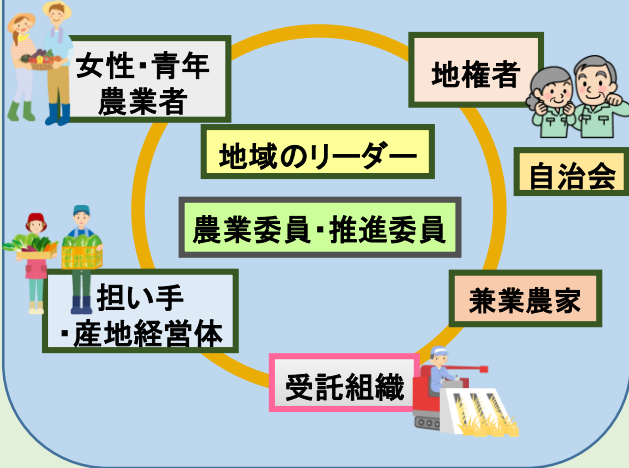 女性・青年
農業者
地権者
地域のリーダー
自治会
農業委員・推進委員
担い手
・産地経営体
兼業農家
受託組織